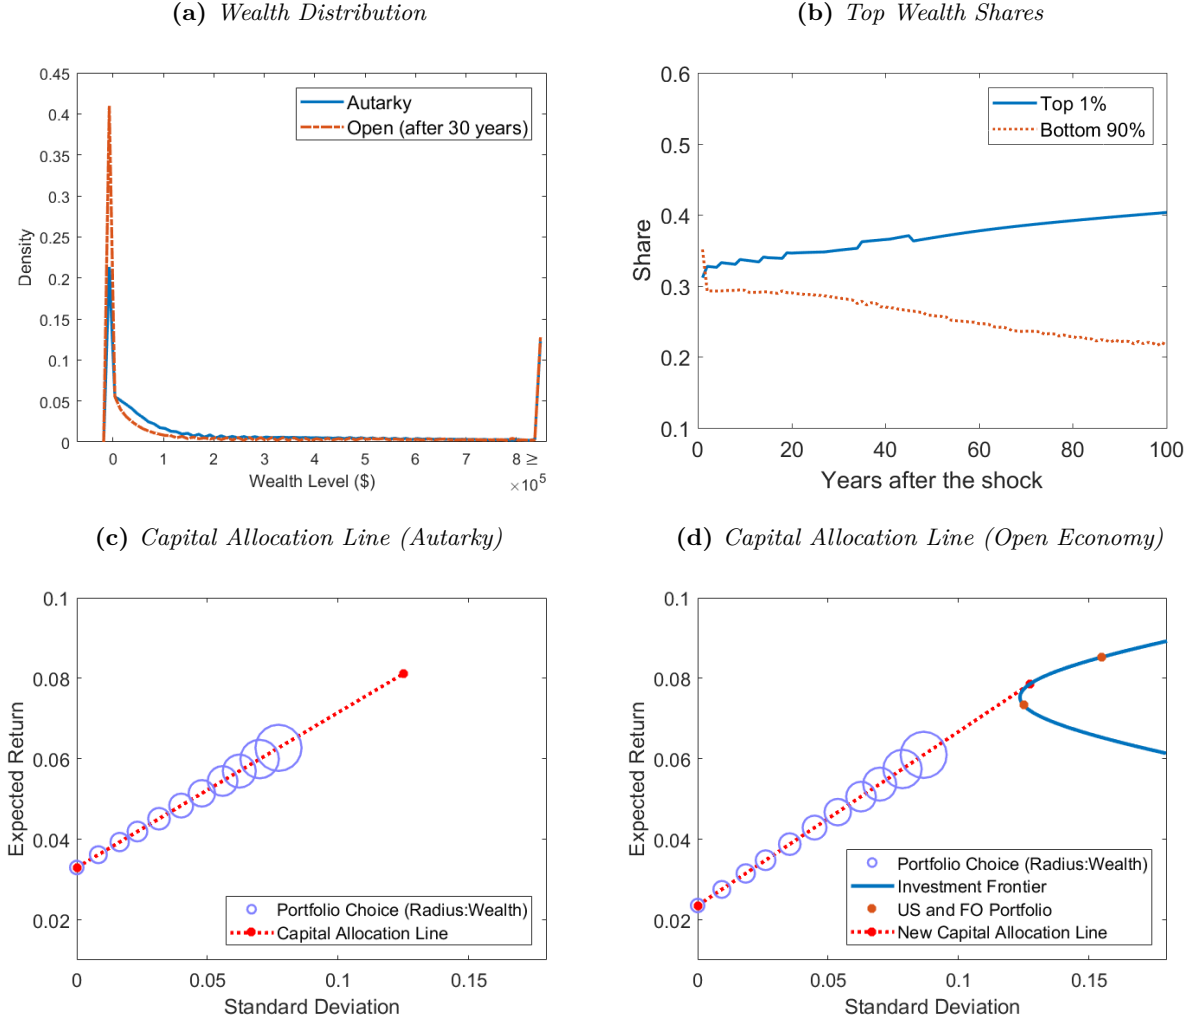 (a) Wealth Distribution
0.45
0.4
0.35
0.3
0.25
0.2
0.15
0.1
0.05
0
Density
Autarky
Open (after 30 years)
0 1 2 3 4 5 6 7 8 ≥
Wealth Level ($)
×10^5
(b) Top Wealth Shares
0.6
0.5
0.4
0.3
0.2
0.1
Share
Top 1%
Bottom 90%
0 20 40 60 80 100
Years after the shock
(c) Capital Allocation Line (Autarky)
0.1
0.08
0.06
0.04
0.02
Expected Return
Portfolio Choice (Radius:Wealth)
Capital Allocation Line
0 0.05 0.1 0.15
Standard Deviation
(d) Capital Allocation Line (Open Economy)
0.1
0.08
0.06
0.04
0.02
Expected Return
Portfolio Choice (Radius:Wealth)
Investment Frontier
US and FO Portfolio
New Capital Allocation Line
0 0.05 0.1 0.15
Standard Deviation